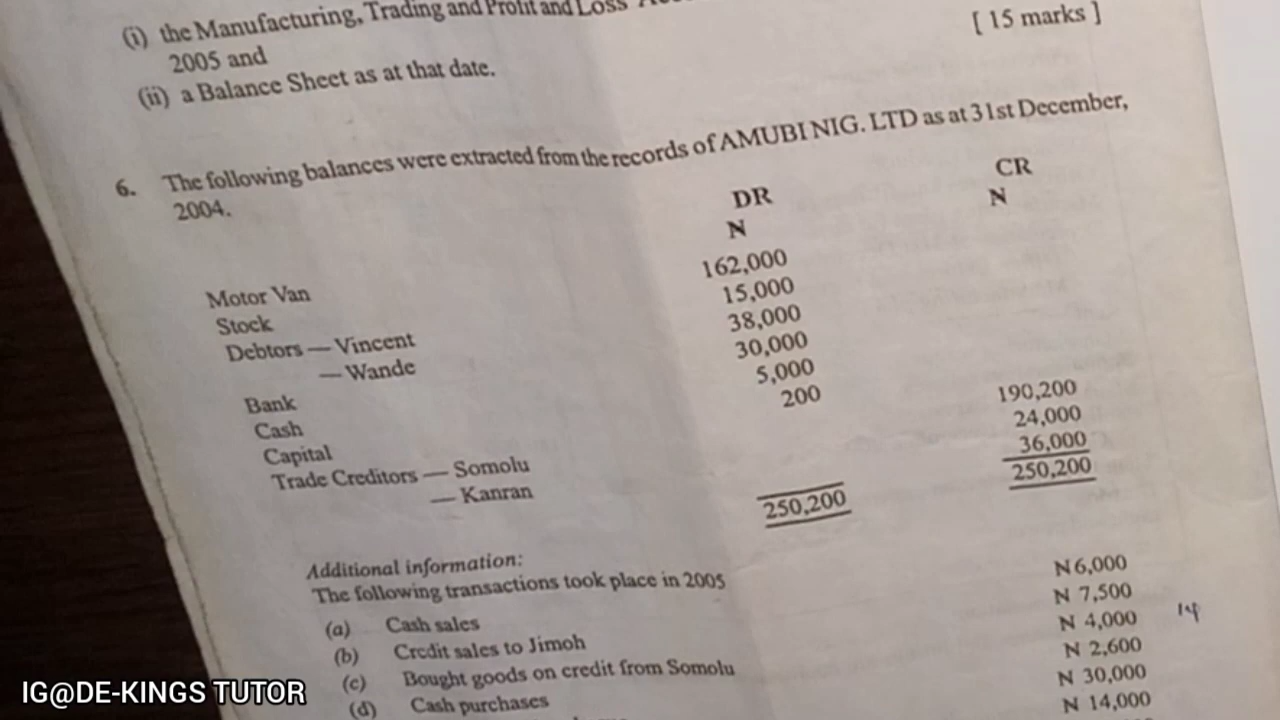 (i) the Manufacturing, Trading and Profit and Loss
2005 and
[ 15 marks ]
(ii) a Balance Sheet as at that date.
6. The following balances were extracted from the records of AMUBI NIG. LTD as at 31st December,
2004.
DR CR
N N
Motor Van 162,000
Stock 15,000
Debtors — Vincent 38,000
— Wande 30,000
Bank 5,000
Cash 200
Capital 190,200
Trade Creditors — Somolu 24,000
— Kanran 36,000
250,200 250,200
Additional information:
The following transactions took place in 2005
(a) Cash sales N6,000
(b) Credit sales to Jimoh N 7,500
(c) Bought goods on credit from Somolu N 4,000 14
(d) Cash purchases N 2,600
N 30,000
N 14,000
IG@DE-KINGS TUTOR